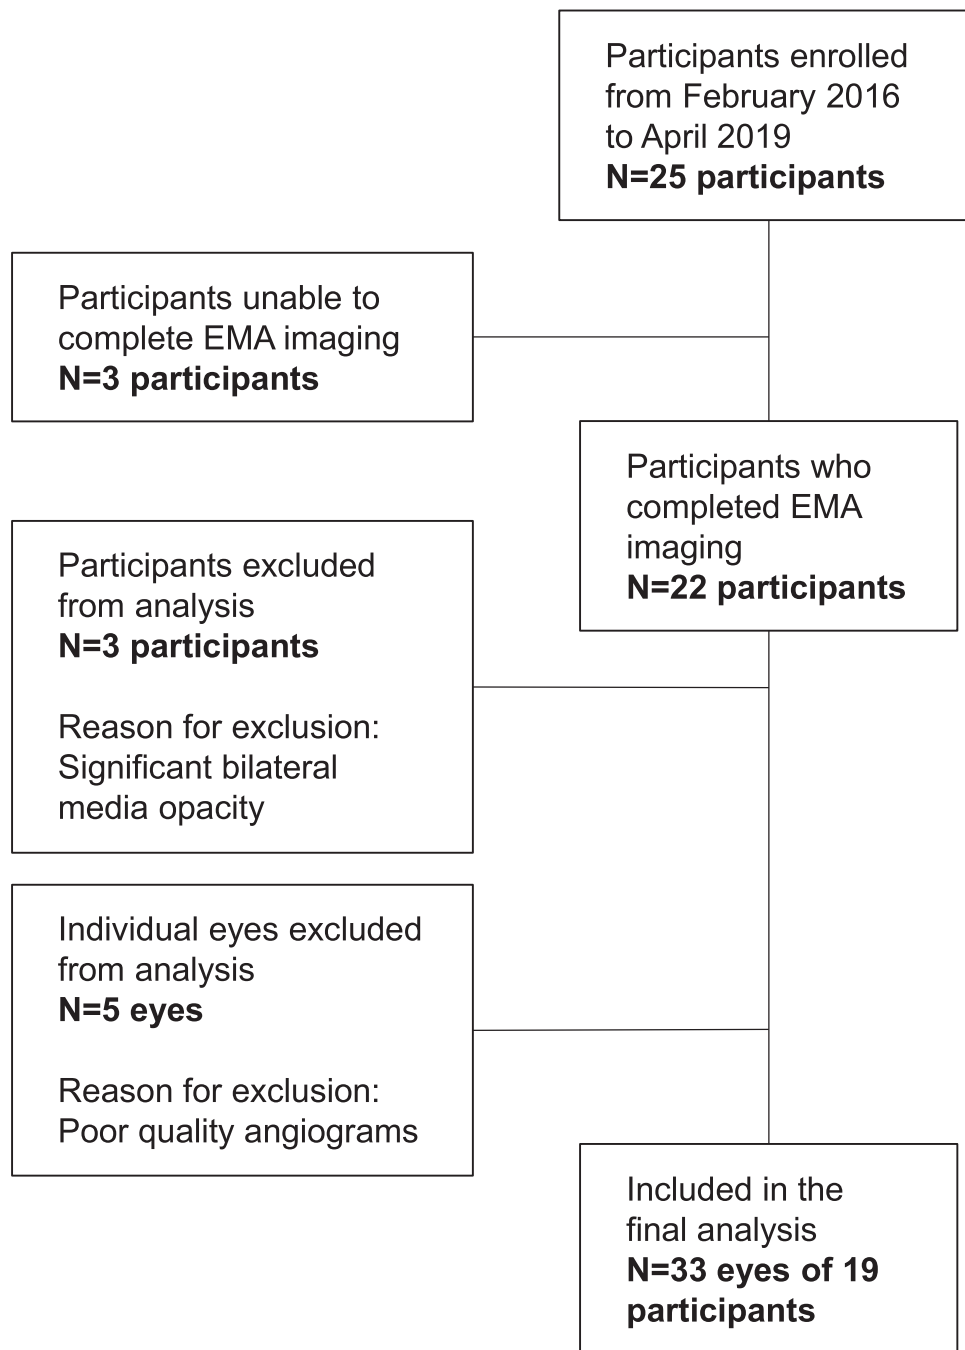 Participants enrolled
from February 2016
to April 2019
N=25 participants
Participants unable to
complete EMA imaging
N=3 participants
Participants who
completed EMA
imaging
N=22 participants
Participants excluded
from analysis
N=3 participants
Reason for exclusion:
Significant bilateral
media opacity
Individual eyes excluded
from analysis
N=5 eyes
Reason for exclusion:
Poor quality angiograms
Included in the
final analysis
N=33 eyes of 19
participants